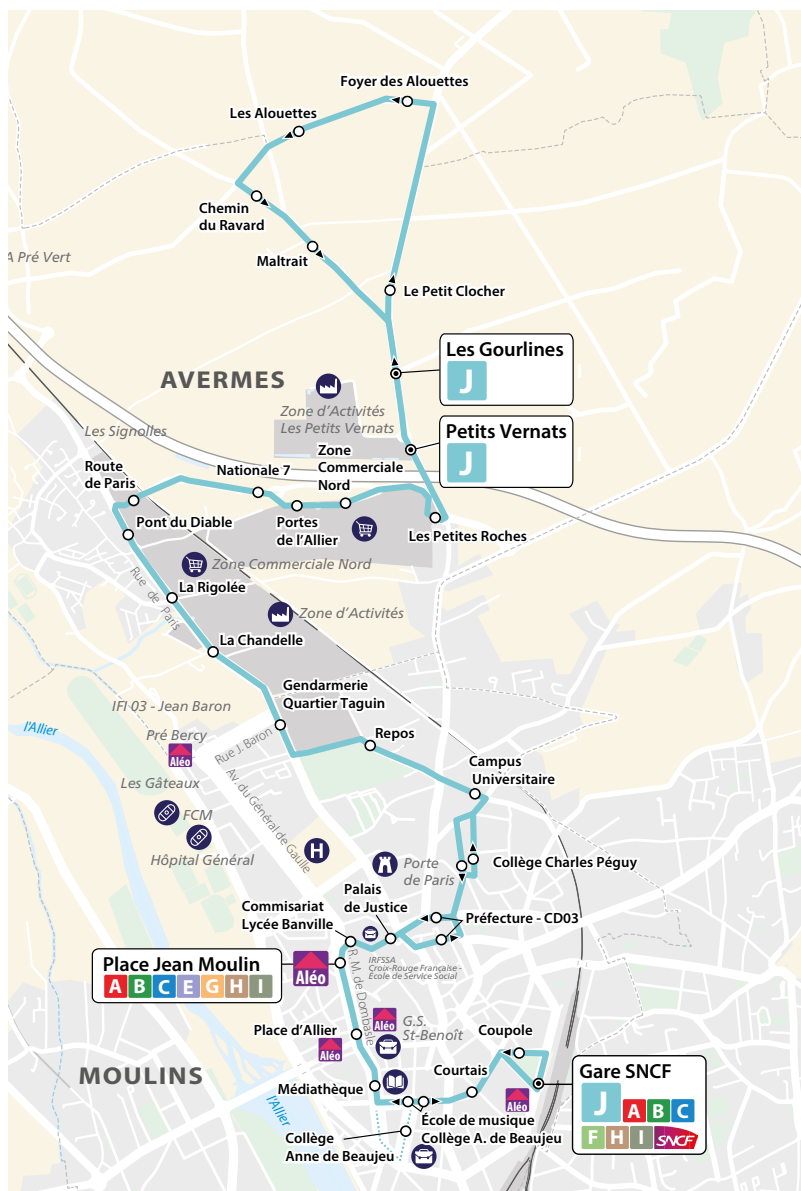 Foyer des Alouettes
Les Alouettes
Chemin
du Ravard
A Pré Vert
Maltrait
Le Petit Clocher
Les Gourlines
J
AVERMES
Zone d'Activités
Les Petits Vernats
Petits Vernats
J
Les Signolles
Zone
Commerciale
Nord
Route
de Paris
Nationale 7
Pont du Diable
Portes
de l'Allier
Les Petites Roches
Zone Commerciale Nord
Rue de Paris
La Rigolée
Zone d'Activités
La Chandelle
Gendarmerie
Quartier Taguin
IFI 03 - Jean Baron
l'Allier
Pré Bercy
Aléo
Rue J. Baron
Repos
Campus
Universitaire
Les Gâteaux
Av. du Général de Gaulle
FCM
Hôpital Général
H
Porte
de Paris
Collège Charles Péguy
Palais
de Justice
Commisariat
Lycée Banville
Préfecture - CD03
Place Jean Moulin
A B C E G H I
Aléo
IRFSSA
Croix-Rouge Française -
École de Service Social
R. M. de Dombasle
Aléo
G.S.
St-Benoît
Place d'Allier
Aléo
Coupole
MOULINS
Médiathèque
Courtais
Gare SNCF
J A B C
F H I SNCF
Aléo
l'Allier
École de musique
Collège A. de Beaujeu
Collège
Anne de Beaujeu